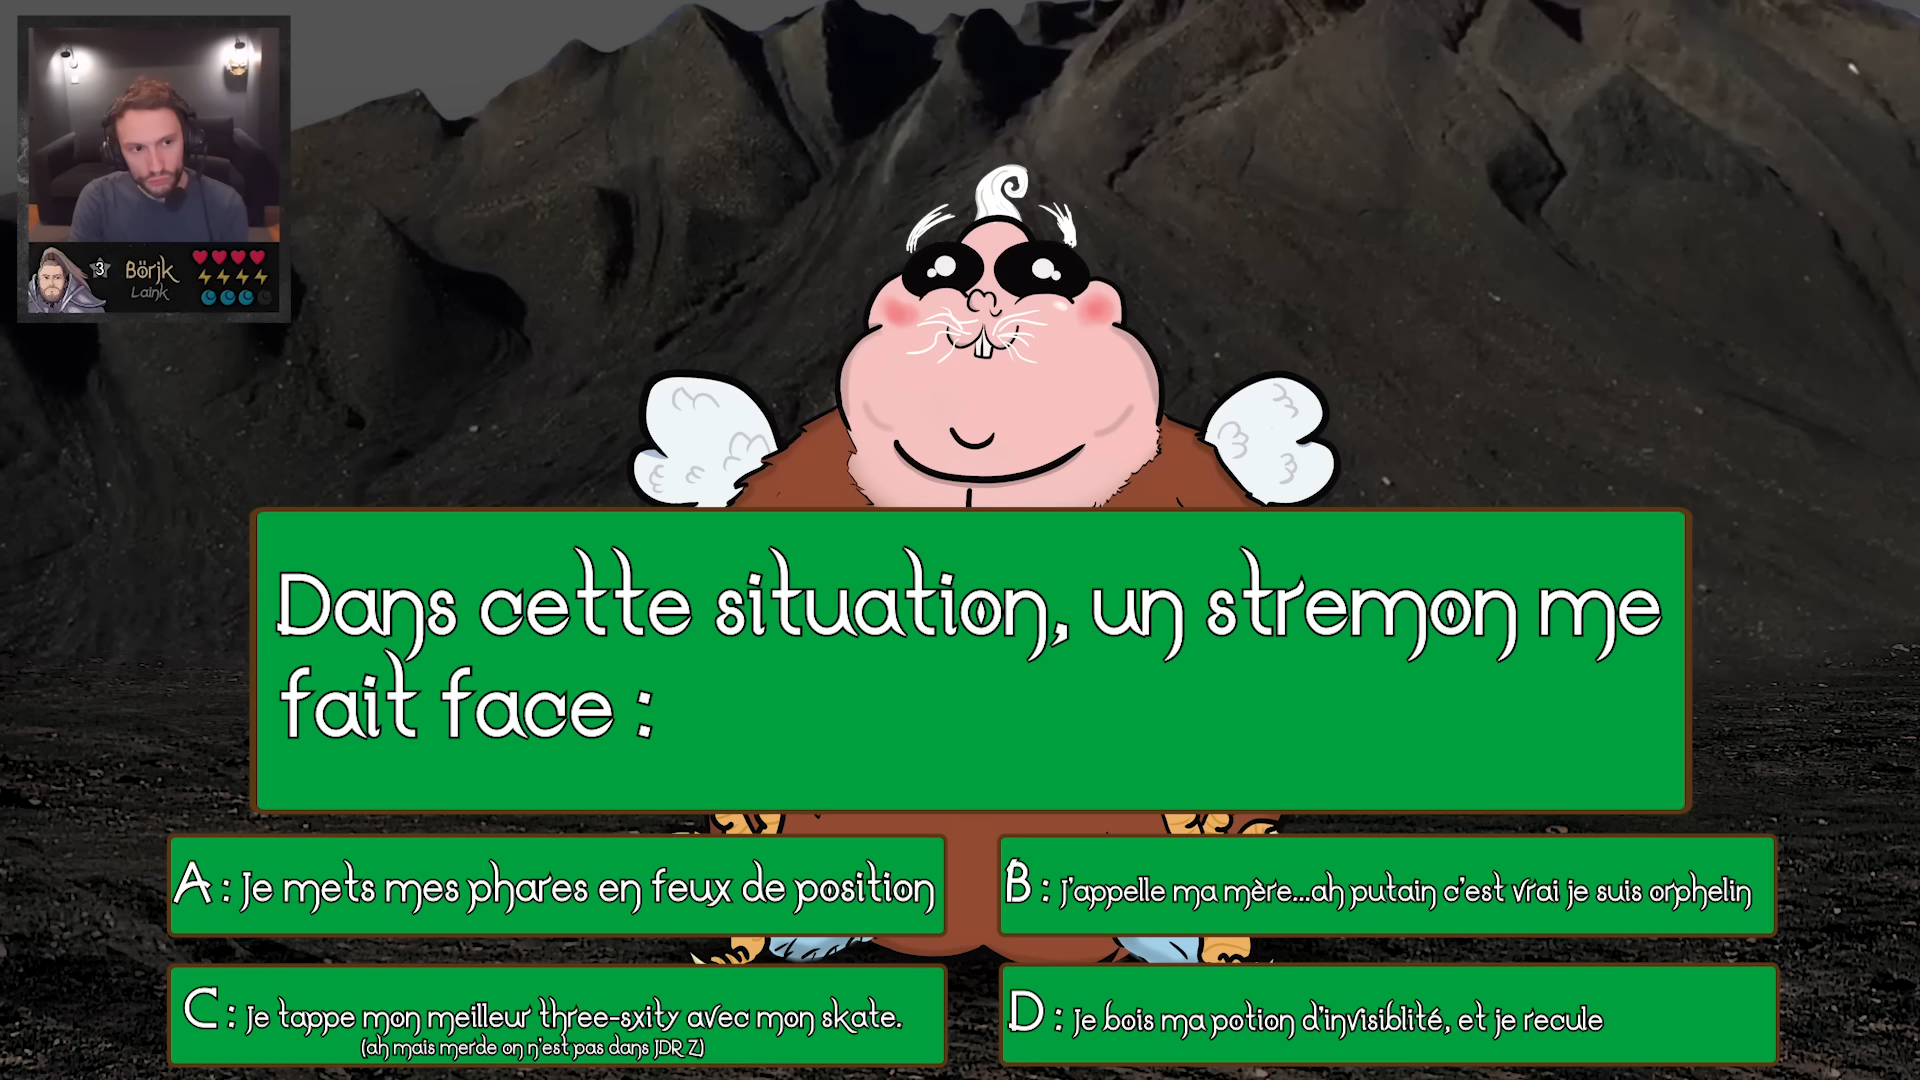 3
Börjk
Laink
Dans cette situation, un stremon me
fait face :
A : Je mets mes phares en feux de position
B : J'appelle ma mère...ah putain c'est vrai je suis orphelin
C : Je tappe mon meilleur three-sxity avec mon skate.
(ah mais merde on n'est pas dans JDR Z)
D : Je bois ma potion d'invisiblité, et je recule